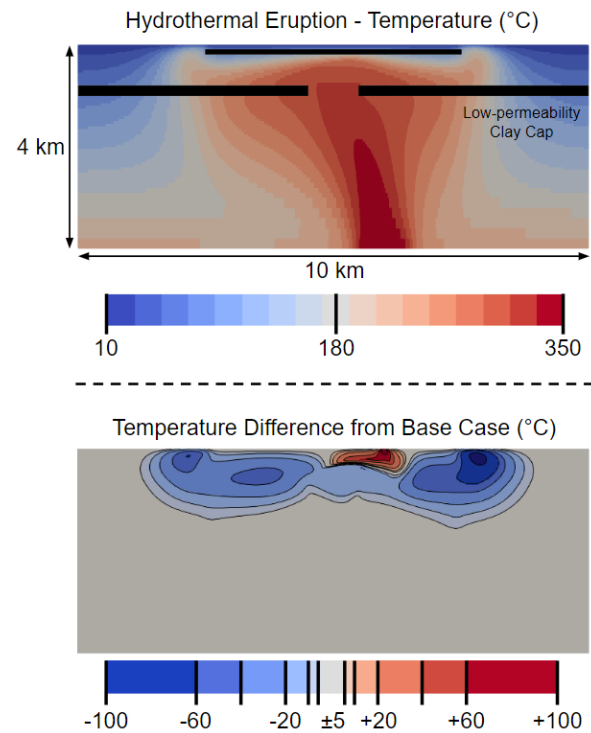 Hydrothermal Eruption - Temperature (°C)
Low-permeability
Clay Cap
4 km
10 km
10 180 350
Temperature Difference from Base Case (°C)
-100 -60 -20 ±5 +20 +60 +100